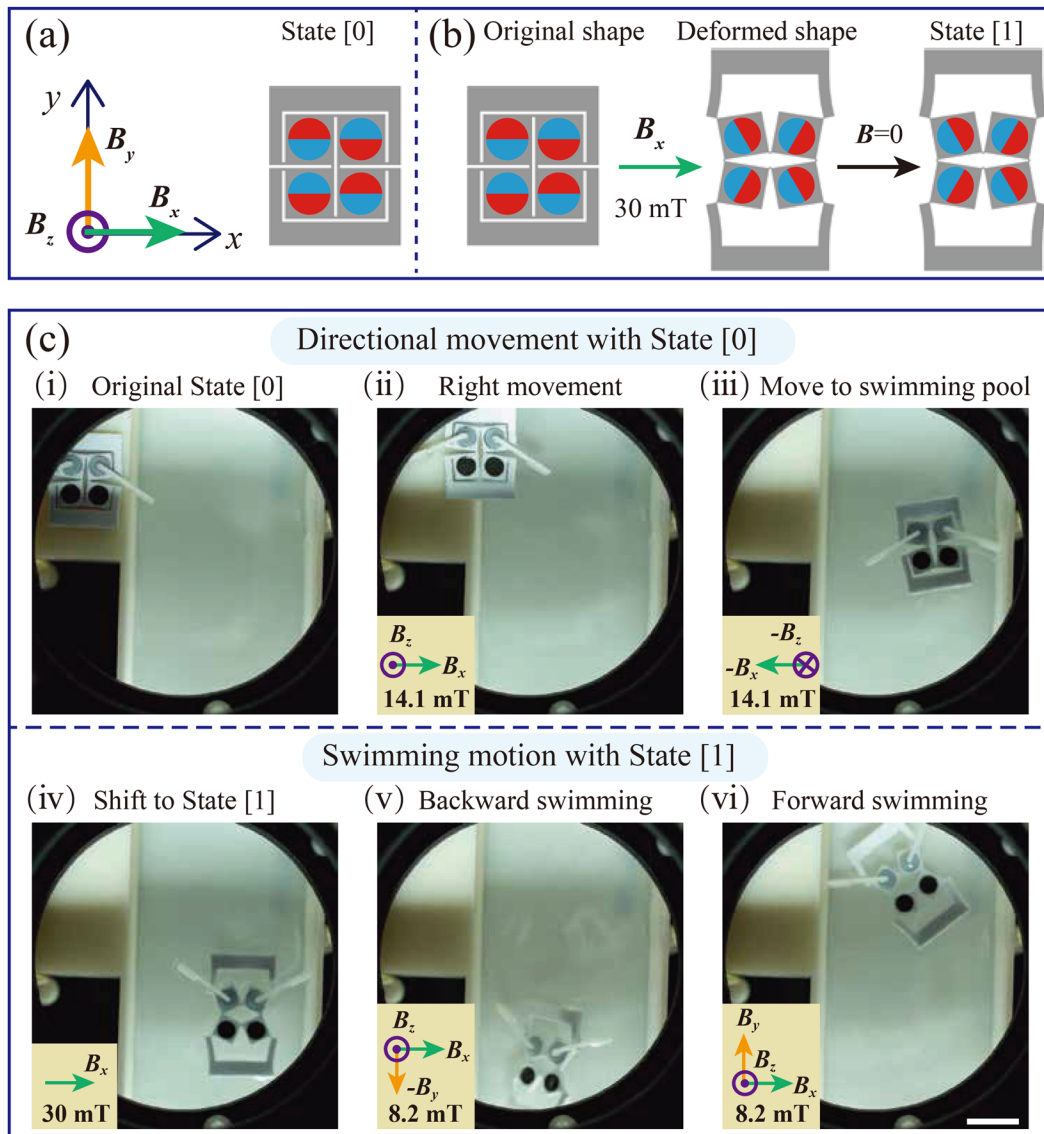 (a)
State [0]
y
B_y
B_x
B_z
x
(b)
Original shape
Deformed shape
State [1]
B_x
30 mT
B=0
(c)
Directional movement with State [0]
(i) Original State [0]
(ii) Right movement
(iii) Move to swimming pool
B_z
B_x
14.1 mT
-B_z
-B_x
14.1 mT
Swimming motion with State [1]
(iv) Shift to State [1]
(v) Backward swimming
(vi) Forward swimming
B_x
30 mT
B_z
B_x
-B_y
8.2 mT
B_y
B_z
B_x
8.2 mT